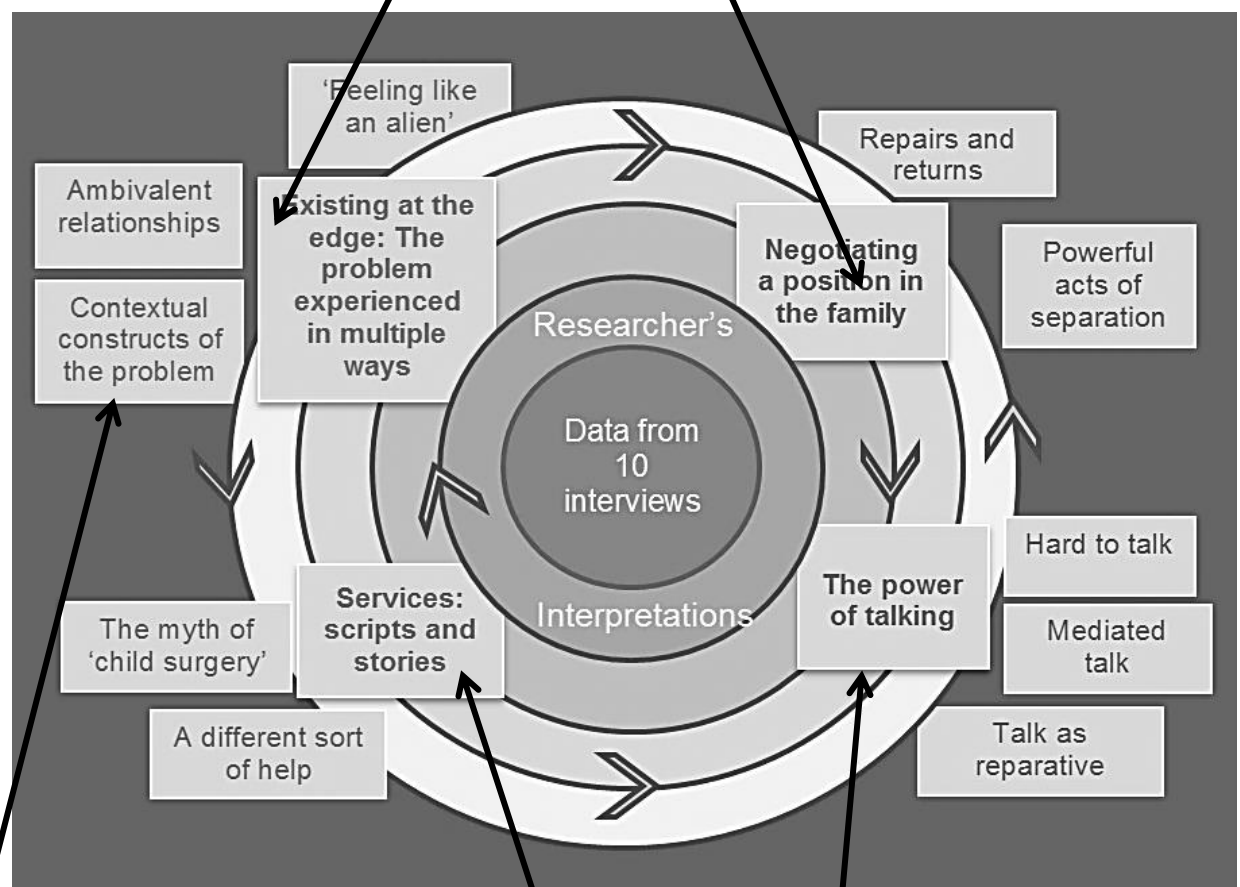 'Feeling like
an alien'
Ambivalent
relationships
Contextual
constructs of
the problem
Existing at the
edge: The
problem
experienced
in multiple
ways
Repairs and
returns
Negotiating
a position in
the family
Powerful
acts of
separation
Researcher's
Data from
10
interviews
Interpretations
The power
of talking
Hard to talk
Mediated
talk
Talk as
reparative
Services:
scripts and
stories
The myth of
'child surgery'
A different sort
of help